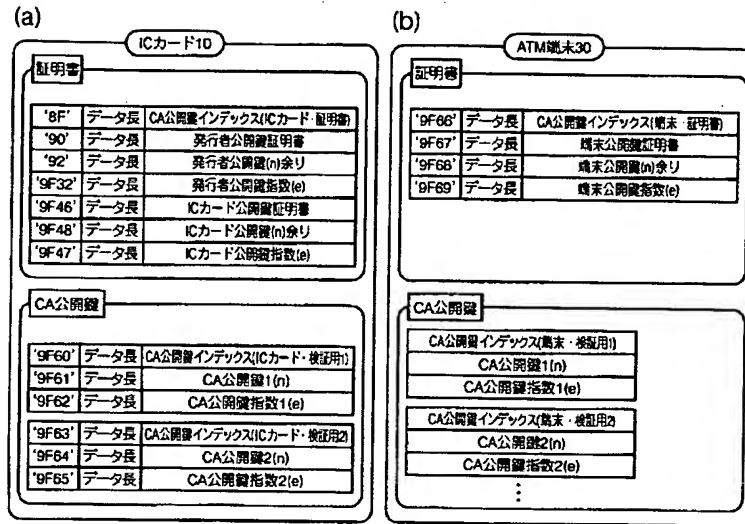 (a)
ICカード10
証明書
'8F' データ長 CA公開鍵インデックス(ICカード・証明書)
'90' データ長 発行者公開鍵証明書
'92' データ長 発行者公開鍵(n)余り
'9F32' データ長 発行者公開鍵指数(e)
'9F46' データ長 ICカード公開鍵証明書
'9F48' データ長 ICカード公開鍵(n)余り
'9F47' データ長 ICカード公開鍵指数(e)
CA公開鍵
'9F60' データ長 CA公開鍵インデックス(ICカード・検証用1)
'9F61' データ長 CA公開鍵1(n)
'9F62' データ長 CA公開鍵指数1(e)
'9F63' データ長 CA公開鍵インデックス(ICカード・検証用2)
'9F64' データ長 CA公開鍵2(n)
'9F65' データ長 CA公開鍵指数2(e)
(b)
ATM端末30
証明書
'9F66' データ長 CA公開鍵インデックス(端末・証明書)
'9F67' データ長 端末公開鍵証明書
'9F68' データ長 端末公開鍵(n)余り
'9F69' データ長 端末公開鍵指数(e)
CA公開鍵
CA公開鍵インデックス(端末・検証用1)
CA公開鍵1(n)
CA公開鍵指数1(e)
CA公開鍵インデックス(端末・検証用2)
CA公開鍵2(n)
CA公開鍵指数2(e)
⋮